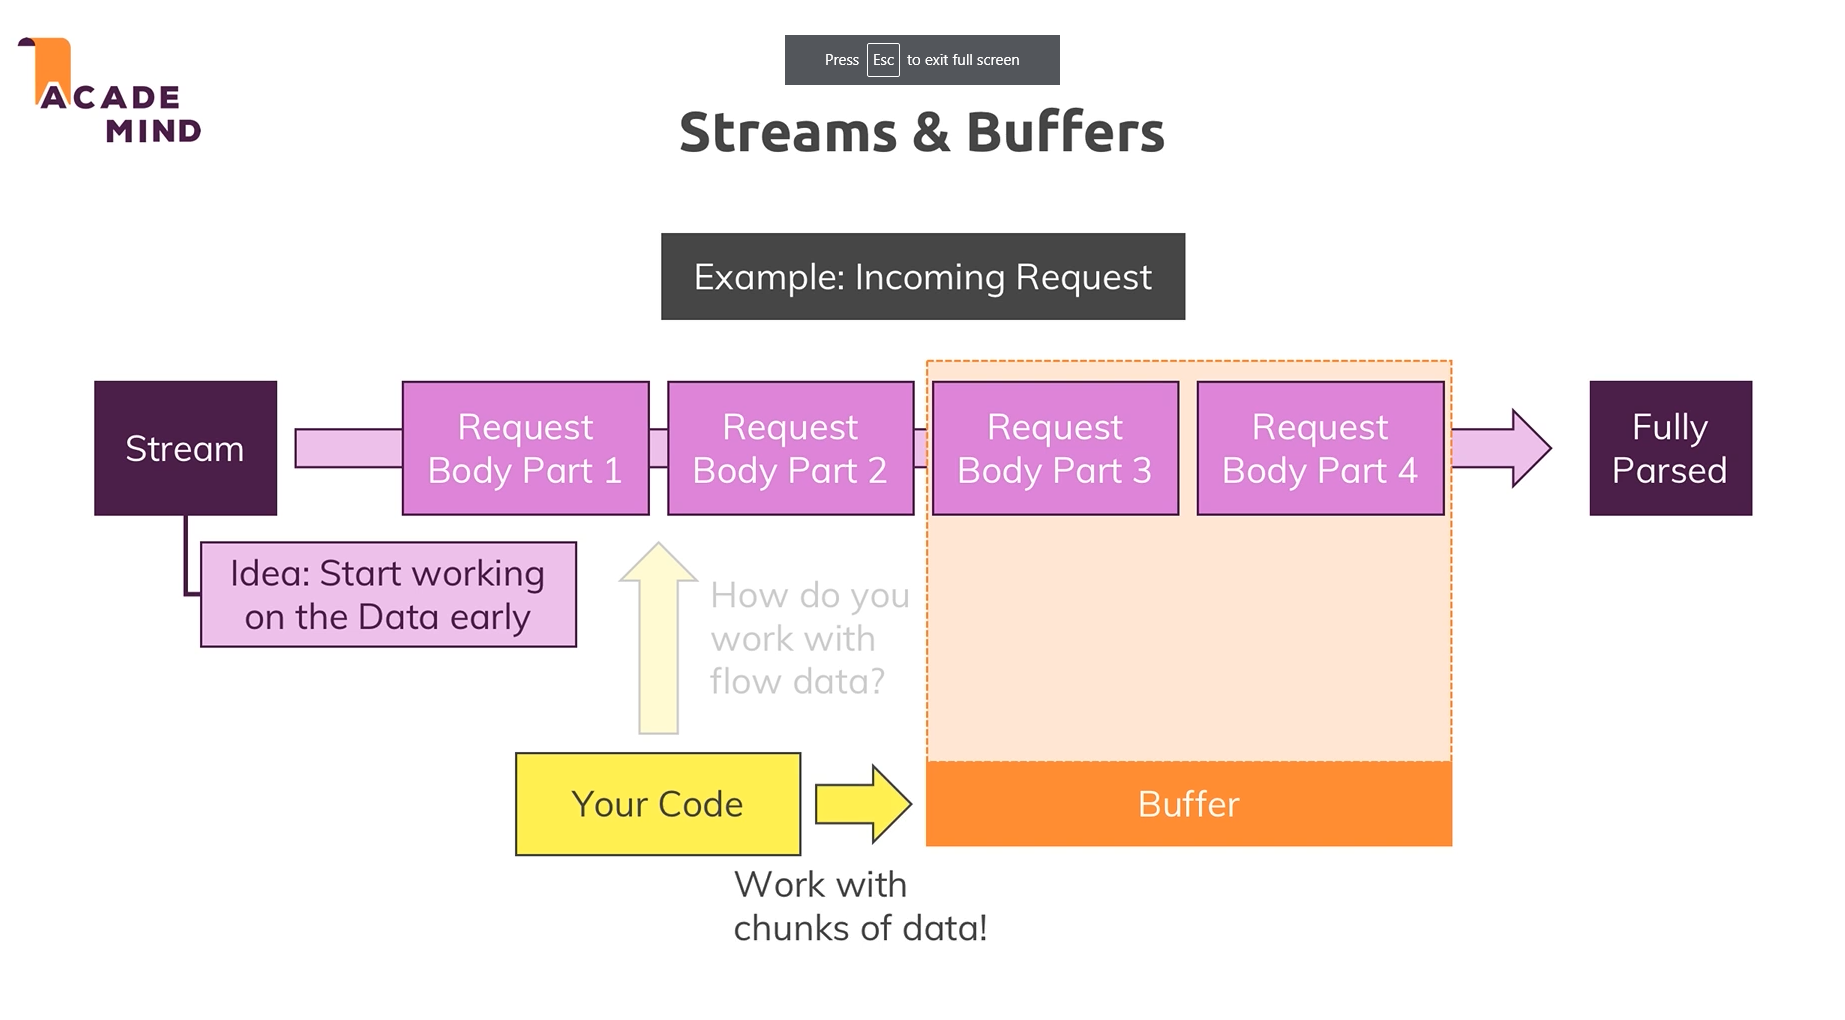 ACADE
MIND
Press Esc to exit full screen
Streams & Buffers
Example: Incoming Request
Stream
Request
Body Part 1
Request
Body Part 2
Request
Body Part 3
Request
Body Part 4
Fully
Parsed
Idea: Start working
on the Data early
How do you
work with
flow data?
Your Code
Buffer
Work with
chunks of data!